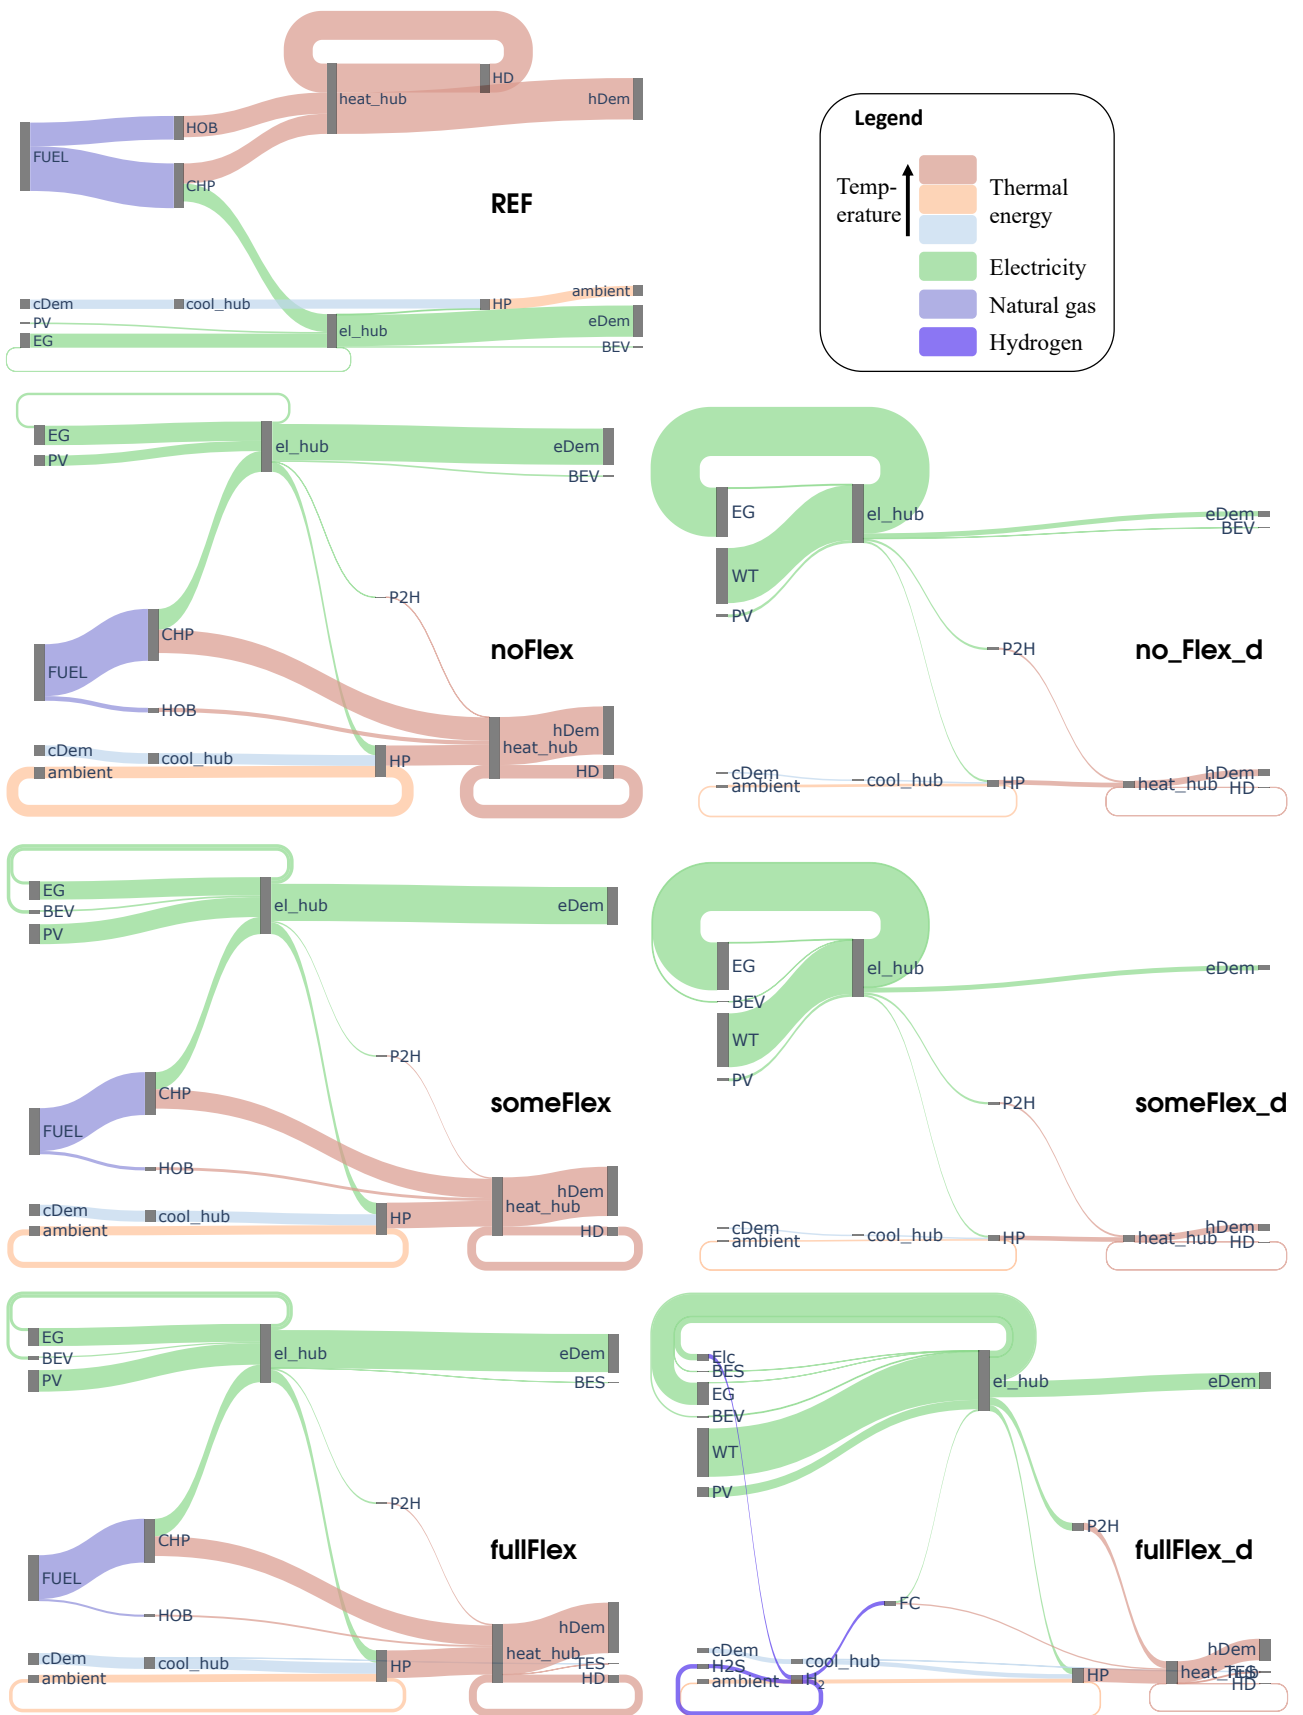 HD
heat_hub
hDem
HOB
FUEL
CHP
REF
ambient
cDem
cool_hub
HP
PV
eDem
el_hub
EG
BEV
Legend
Temp-
erature
Thermal
energy
Electricity
Natural gas
Hydrogen
EG
el_hub
eDem
PV
BEV
P2H
CHP
noFlex
FUEL
HOB
hDem
cDem
cool_hub
HP
heat_hub
ambient
HD
EG
el_hub
eDem
BEV
WT
PV
P2H
no_Flex_d
cDem
cool_hub
HP
hDem
ambient
heat_hub
HD
EG
el_hub
eDem
BEV
PV
P2H
CHP
someFlex
FUEL
HOB
hDem
cDem
cool_hub
HP
heat_hub
ambient
HD
EG
el_hub
eDem
BEV
WT
PV
P2H
someFlex_d
cDem
cool_hub
HP
hDem
ambient
heat_hub
HD
EG
el_hub
eDem
BEV
PV
BES
P2H
CHP
fullFlex
FUEL
HOB
hDem
cDem
cool_hub
HP
heat_hub
TES
ambient
HD
Elc
BES
el_hub
eDem
EG
BEV
WT
PV
P2H
fullFlex_d
FC
cDem
cool_hub
hDem
H2S
HP
heat_hub
TES
ambient
H₂
HD